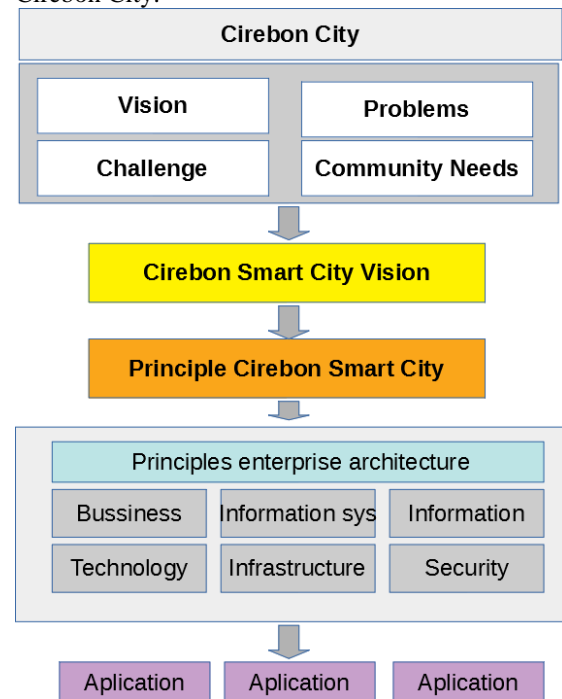 Cirebon City.
Cirebon City
Vision
Problems
Challenge
Community Needs
Cirebon Smart City Vision
Principle Cirebon Smart City
Principles enterprise architecture
Bussiness
Information sys
Information
Technology
Infrastructure
Security
Aplication
Aplication
Aplication